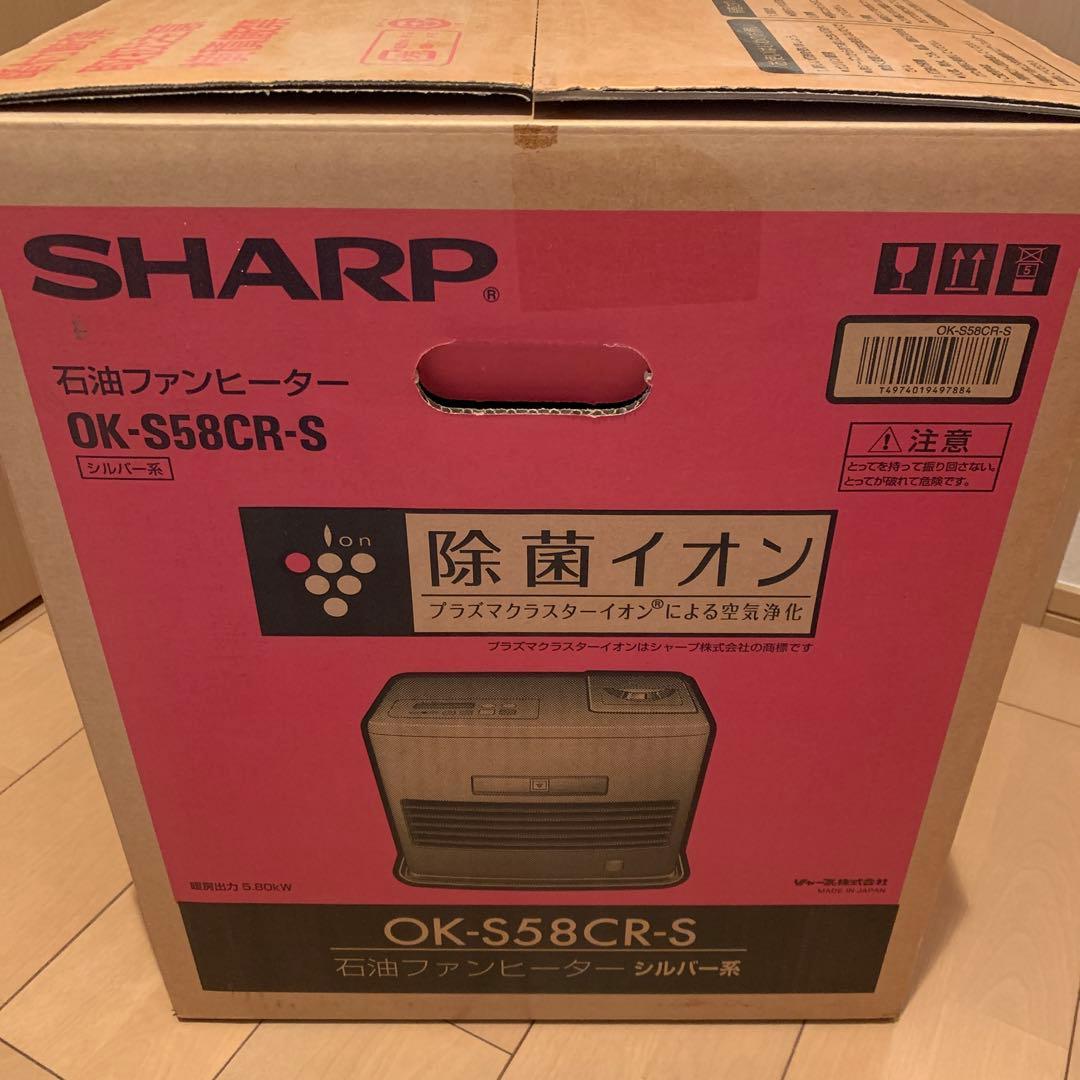 SHARP®
石油ファンヒーター
OK-S58CR-S
シルバー系
5
OK-S58CR-S
T4974019497884
注意
とってを持って振り回さない。
とってが破れて危険です。
Ion
除菌イオン
プラズマクラスターイオン®による空気浄化
プラズマクラスターイオンはシャープ株式会社の商標です
暖房出力 5.80kW
シャープ株式会社
MADE IN JAPAN
OK-S58CR-S
石油ファンヒーター シルバー系